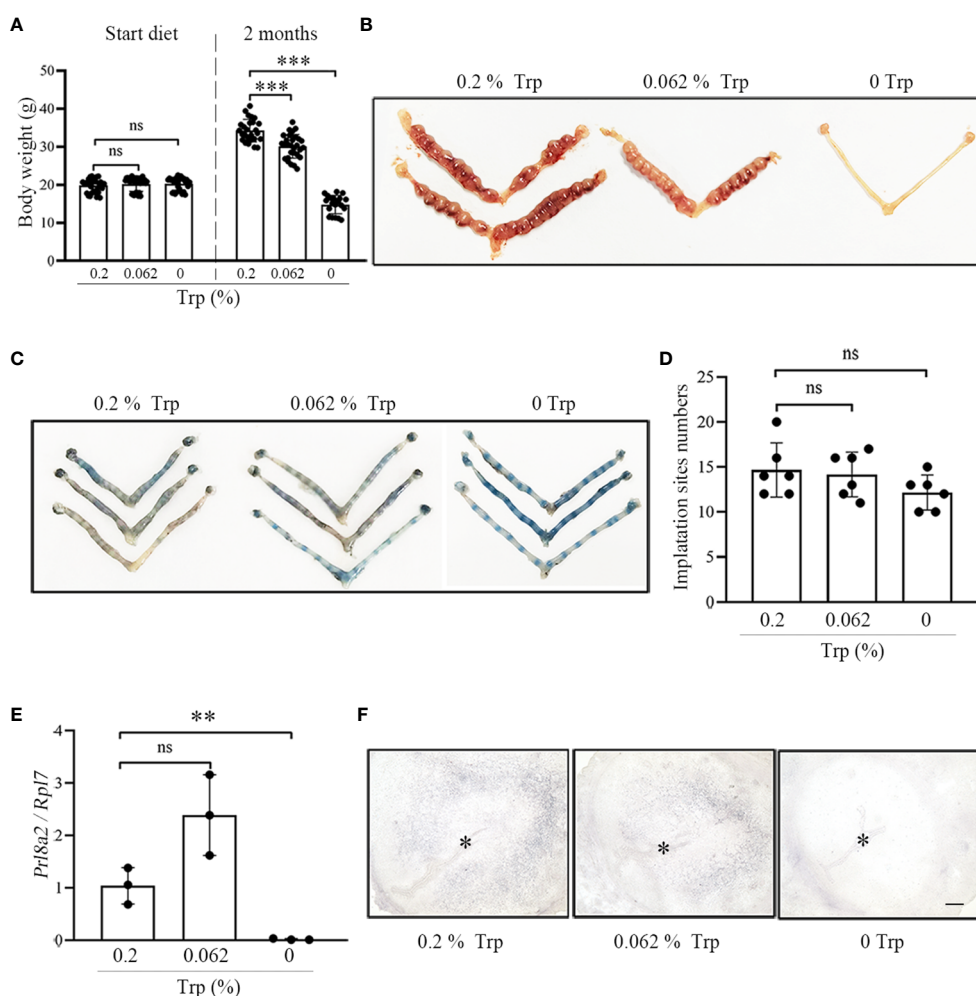 A
Start diet
2 months
Body weight (g)
50
40
30
20
10
0
ns
ns
***
***
0.2 0.062 0 0.2 0.062 0
Trp (%)
B
0.2 % Trp 0.062 % Trp 0 Trp
C
0.2 % Trp 0.062 % Trp 0 Trp
D
Implatation sites numbers
25
20
15
10
5
0
ns
ns
0.2 0.062 0
Trp (%)
E
Prl8a2 / Rpl7
4
3
2
1
0
**
ns
0.2 0.062 0
Trp (%)
F
* * *
0.2 % Trp 0.062 % Trp 0 Trp